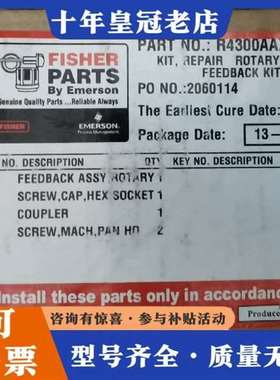 十年皇冠老店
FISHER
PARTS
By Emerson
Genuine Quality Parts ...Reliable Always
FISHER
EMERSON
Process Management
PART NO.: R4300AA
KIT, REPAIR ROTARY
FEEDBACK KIT
PO NO.:2060114
The Earliest Cure Date:
Package Date: 13-
NO. DESCRIPTION QTY KEY NO. DESCRIPTION
FEEDBACK ASSY ROTARY 1
SCREW,CAP,HEX SOCKET 1
COUPLER 1
SCREW,MACH,PAN HD 2
Install these parts only in accordance
Produce
咨询有惊喜·参与补贴活动
型号齐全·质量无忧
票